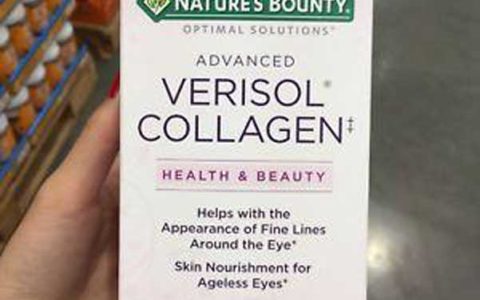 NATURE'S BOUNTY®
OPTIMAL SOLUTIONS®
ADVANCED
VERISOL®
COLLAGEN‡
HEALTH & BEAUTY
Helps with the
Appearance of Fine Lines
Around the Eye*
Skin Nourishment for
Ageless Eyes*